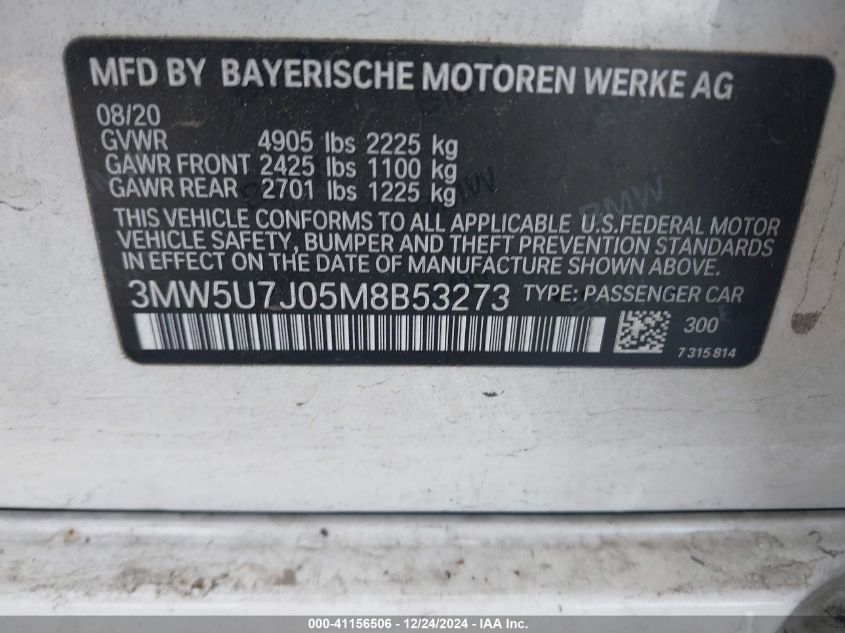 MFD BY BAYERISCHE MOTOREN WERKE AG
08/20
GVWR 4905 lbs 2225 kg
GAWR FRONT 2425 lbs 1100 kg
GAWR REAR 2701 lbs 1225 kg
THIS VEHICLE CONFORMS TO ALL APPLICABLE U.S.FEDERAL MOTOR
VEHICLE SAFETY, BUMPER AND THEFT PREVENTION STANDARDS
IN EFFECT ON THE DATE OF MANUFACTURE SHOWN ABOVE.
3MW5U7J05M8B53273 TYPE: PASSENGER CAR
300
7 315 814
000-41156506 - 12/24/2024 - IAA Inc.